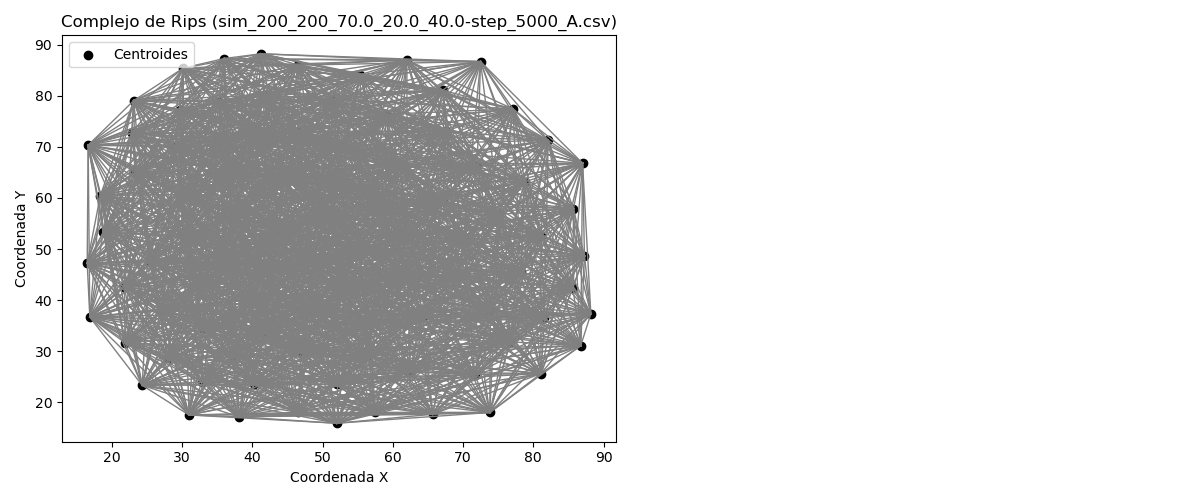 Complejo de Rips (sim_200_200_70.0_20.0_40.0-step_5000_A.csv)
Centroides
90
80
70
60
50
40
30
20
Coordenada Y
20 30 40 50 60 70 80 90
Coordenada X